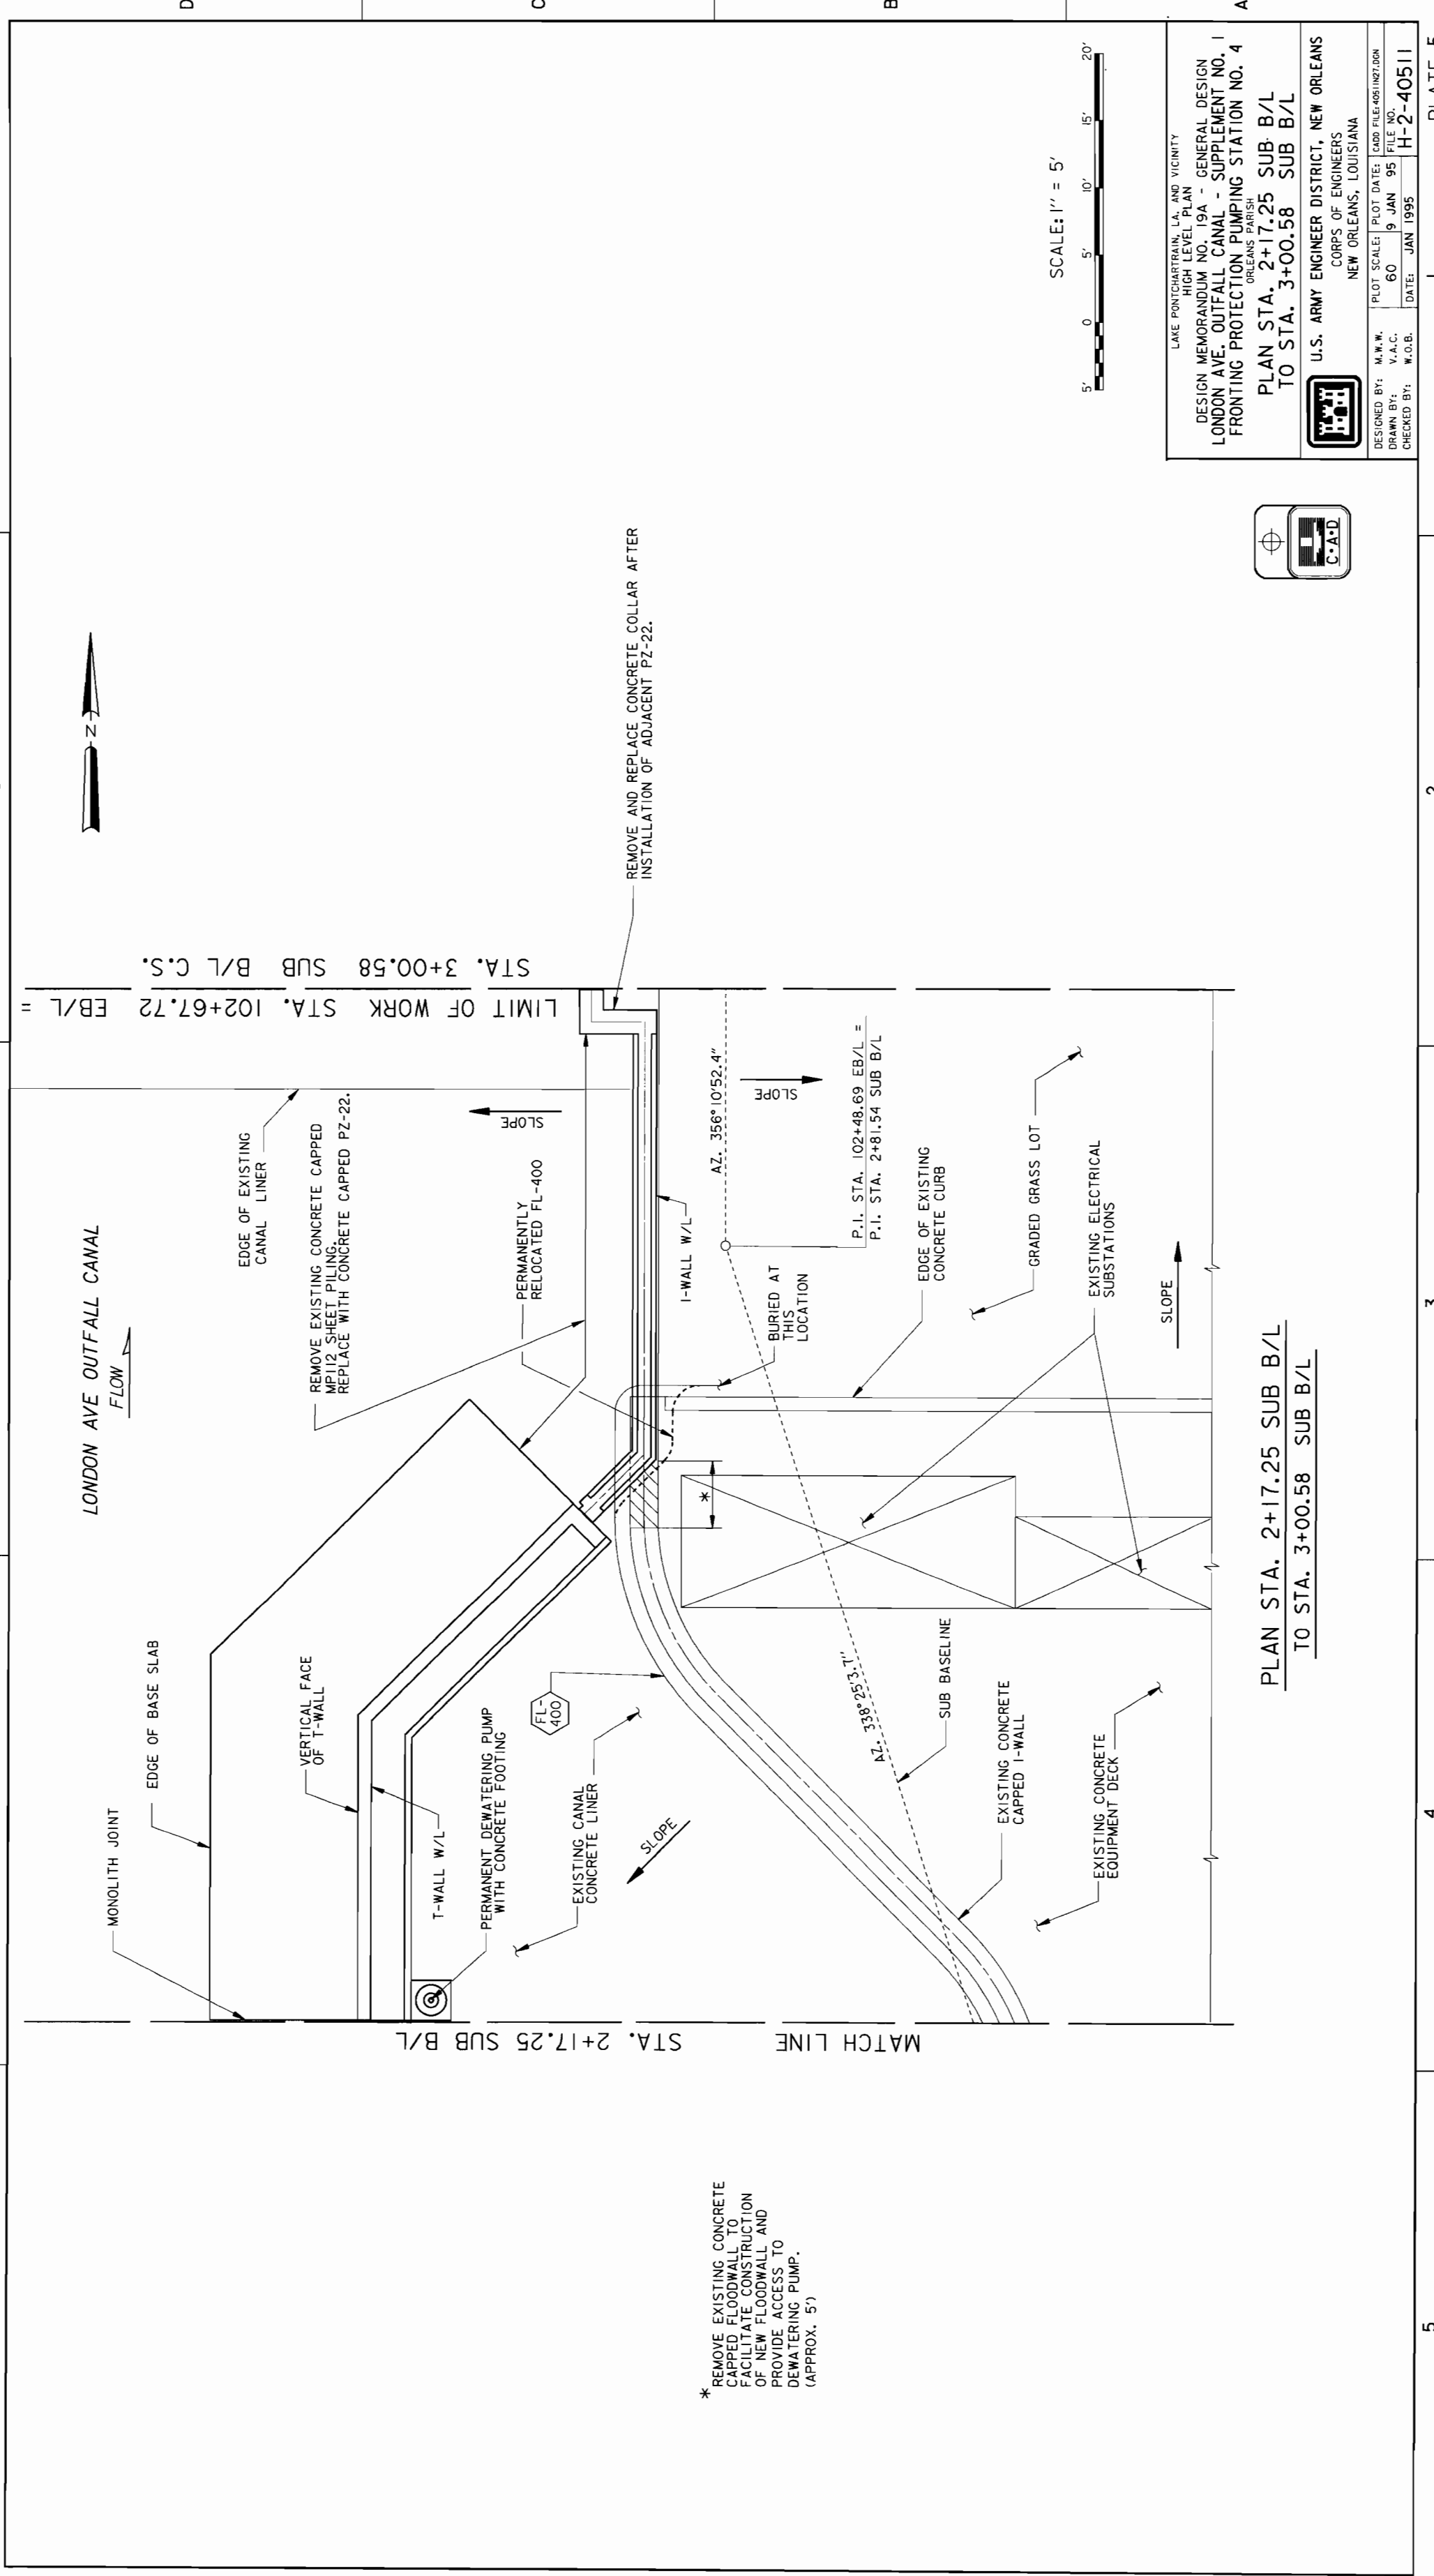 LONDON AVE OUTFALL CANAL
FLOW
N
MONOLITH JOINT
EDGE OF BASE SLAB
VERTICAL FACE
OF T-WALL
T-WALL W/L
PERMANENT DEWATERING PUMP
WITH CONCRETE FOOTING
EXISTING CANAL
CONCRETE LINER
FL-
400
SLOPE
EDGE OF EXISTING
CANAL LINER
REMOVE EXISTING CONCRETE CAPPED
MP112 SHEET PILING.
REPLACE WITH CONCRETE CAPPED PZ-22.
SLOPE
PERMANENTLY
RELOCATED FL-400
LIMIT OF WORK STA. 102+67.72 EB/L =
STA. 3+00.58 SUB B/L C.S.
REMOVE AND REPLACE CONCRETE COLLAR AFTER
INSTALLATION OF ADJACENT PZ-22.
I-WALL W/L
AZ. 356°10'52.4"
SLOPE
*
BURIED AT
THIS
LOCATION
P.I. STA. 102+48.69 EB/L =
P.I. STA. 2+81.54 SUB B/L
AZ. 338°25'3.7"
SUB BASELINE
EDGE OF EXISTING
CONCRETE CURB
EXISTING CONCRETE
CAPPED I-WALL
GRADED GRASS LOT
EXISTING CONCRETE
EQUIPMENT DECK
EXISTING ELECTRICAL
SUBSTATIONS
SLOPE
MATCH LINE STA. 2+17.25 SUB B/L
* REMOVE EXISTING CONCRETE
CAPPED FLOODWALL TO
FACILITATE CONSTRUCTION
OF NEW FLOODWALL AND
PROVIDE ACCESS TO
DEWATERING PUMP.
(APPROX. 5')
PLAN STA. 2+17.25 SUB B/L
TO STA. 3+00.58 SUB B/L
SCALE: 1" = 5'
5' 0 5' 10' 15' 20'
C•A•D
LAKE PONTCHARTRAIN, LA. AND VICINITY
HIGH LEVEL PLAN
DESIGN MEMORANDUM NO. 19A - GENERAL DESIGN
LONDON AVE. OUTFALL CANAL - SUPPLEMENT NO. 1
FRONTING PROTECTION PUMPING STATION NO. 4
ORLEANS PARISH
PLAN STA. 2+17.25 SUB B/L
TO STA. 3+00.58 SUB B/L
U.S. ARMY ENGINEER DISTRICT, NEW ORLEANS
CORPS OF ENGINEERS
NEW ORLEANS, LOUISIANA
DESIGNED BY: M.W.W.
DRAWN BY: V.A.C.
CHECKED BY: W.O.B.
PLOT SCALE: 60
PLOT DATE: 9 JAN 95
CADD FILE: 40511N27.DGN
DATE: JAN 1995
FILE NO. H-2-40511
D
C
B
A
5
4
3
2
1
PLATE 5